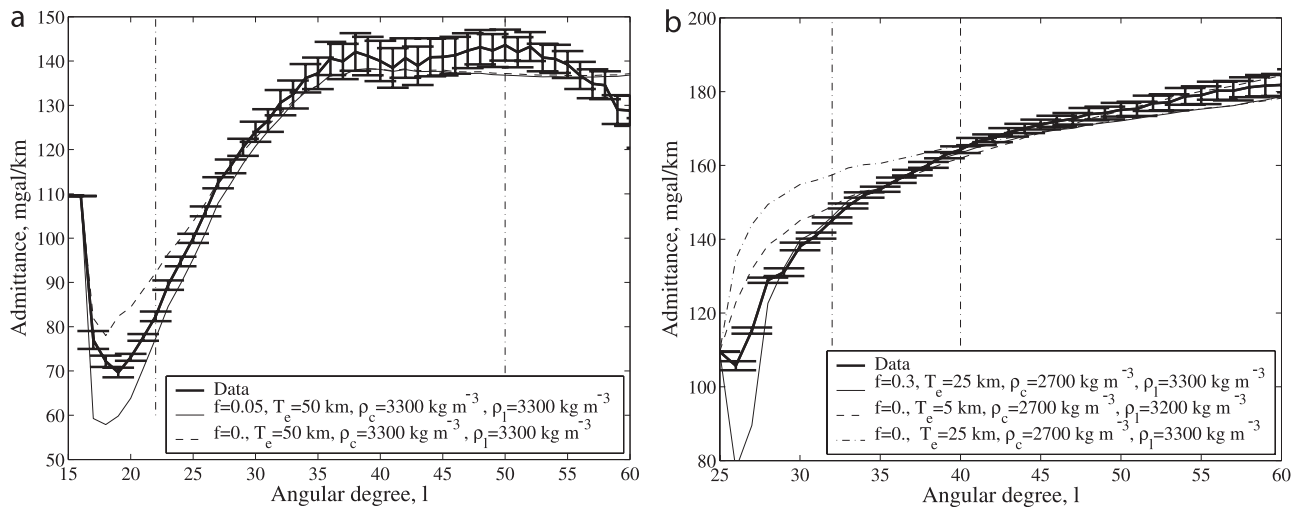 a
150
140
130
120
110
100
90
80
70
60
50
Admittance, mgal/km
15 20 25 30 35 40 45 50 55 60
Angular degree, l
Data
f=0.05, T_e=50 km, ρ_c=3300 kg m⁻³, ρ_l=3300 kg m⁻³
f=0., T_e=50 km, ρ_c=3300 kg m⁻³, ρ_l=3300 kg m⁻³
b
200
180
160
140
120
100
80
Admittance, mgal/km
25 30 35 40 45 50 55 60
Angular degree, l
Data
f=0.3, T_e=25 km, ρ_c=2700 kg m⁻³, ρ_l=3300 kg m⁻³
f=0., T_e=5 km, ρ_c=2700 kg m⁻³, ρ_l=3200 kg m⁻³
f=0., T_e=25 km, ρ_c=2700 kg m⁻³, ρ_l=3300 kg m⁻³